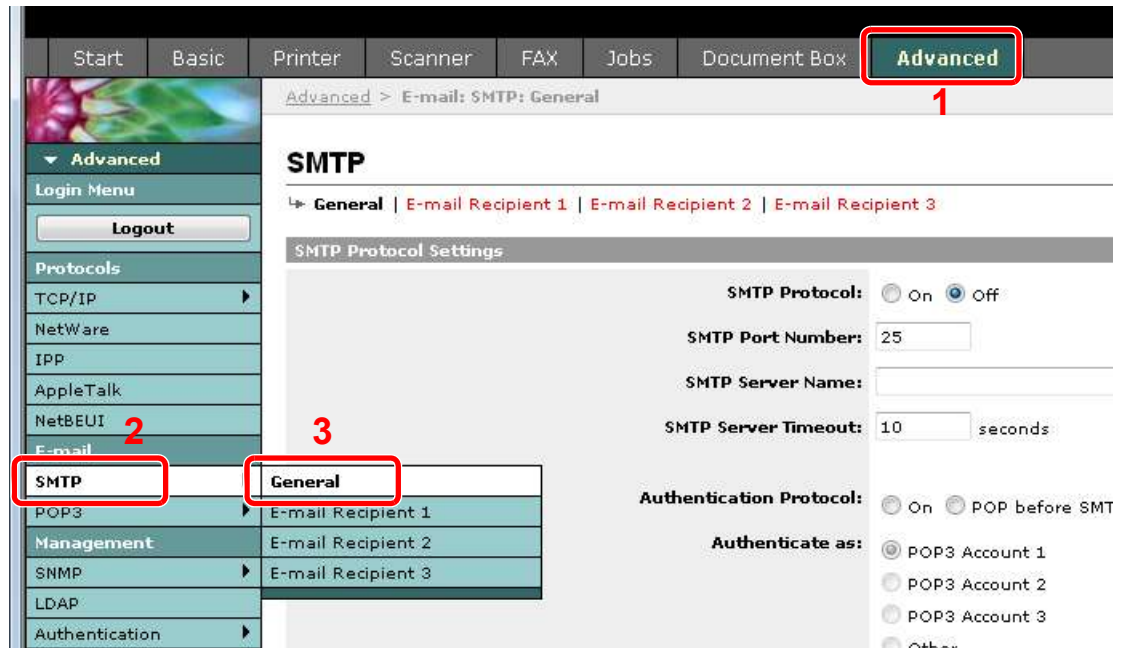 Start Basic Printer Scanner FAX Jobs Document Box Advanced
1
Advanced > E-mail: SMTP: General
Advanced
Login Menu
Logout
Protocols
TCP/IP
NetWare
IPP
AppleTalk
NetBEUI
2
E-mail
SMTP
POP3
Management
SNMP
LDAP
Authentication
3
General
E-mail Recipient 1
E-mail Recipient 2
E-mail Recipient 3
SMTP
General | E-mail Recipient 1 | E-mail Recipient 2 | E-mail Recipient 3
SMTP Protocol Settings
SMTP Protocol: On Off
SMTP Port Number: 25
SMTP Server Name:
SMTP Server Timeout: 10 seconds
Authentication Protocol: On POP before SMT
Authenticate as: POP3 Account 1
POP3 Account 2
POP3 Account 3
Other